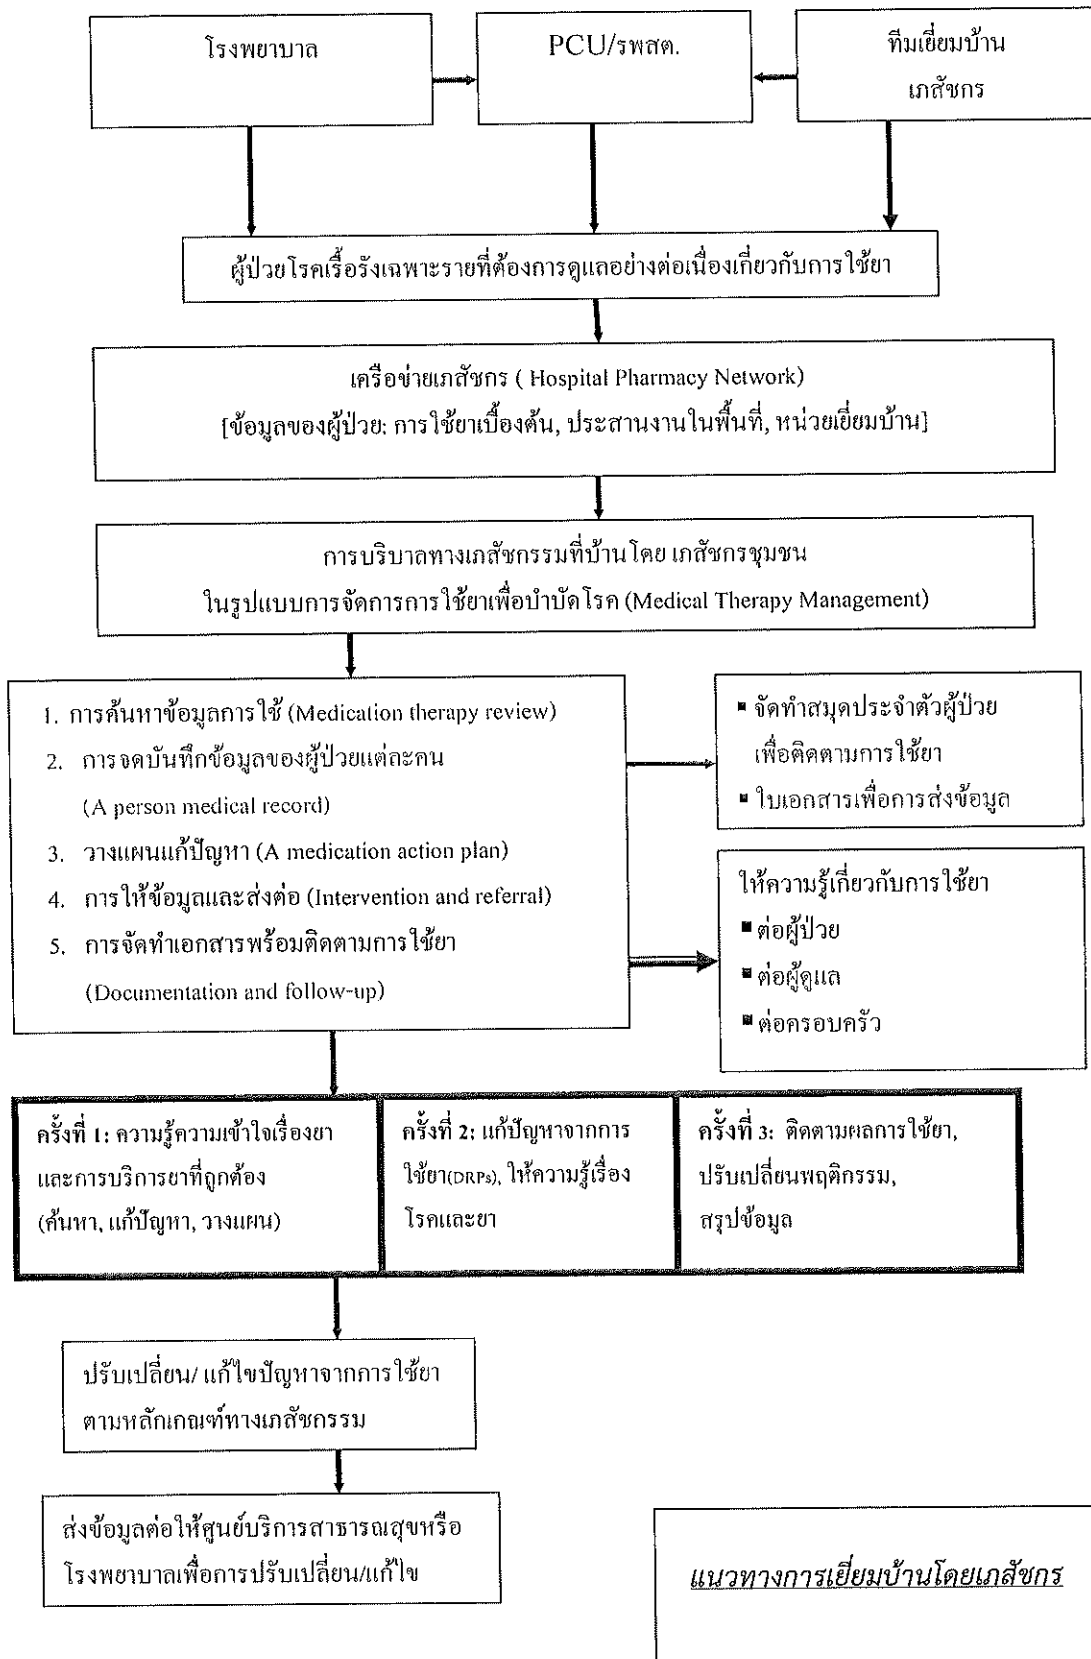 โรงพยาบาล
PCU/รพสต.
ทีมเยี่ยมบ้าน
เภสัชกร
ผู้ป่วยโรคเรื้อรังเฉพาะรายที่ต้องการดูแลอย่างต่อเนื่องเกี่ยวกับการใช้ยา
เครือข่ายเภสัชกร ( Hospital Pharmacy Network)
[ข้อมูลของผู้ป่วย: การใช้ยาเบื้องต้น, ประสานงานในพื้นที่, หน่วยเยี่ยมบ้าน]
การบริบาลทางเภสัชกรรมที่บ้านโดย เภสัชกรชุมชน
ในรูปแบบการจัดการการใช้ยาเพื่อบำบัดโรค (Medical Therapy Management)
1. การค้นหาข้อมูลการใช้ (Medication therapy review)
2. การจดบันทึกข้อมูลของผู้ป่วยแต่ละคน
(A person medical record)
3. วางแผนแก้ปัญหา (A medication action plan)
4. การให้ข้อมูลและส่งต่อ (Intervention and referral)
5. การจัดทำเอกสารพร้อมติดตามการใช้ยา
(Documentation and follow-up)
▪ จัดทำสมุดประจำตัวผู้ป่วย
เพื่อติดตามการใช้ยา
▪ ใบเอกสารเพื่อการส่งข้อมูล
ให้ความรู้เกี่ยวกับการใช้ยา
▪ ต่อผู้ป่วย
▪ ต่อผู้ดูแล
▪ ต่อครอบครัว
ครั้งที่ 1: ความรู้ความเข้าใจเรื่องยา
และการบริการยาที่ถูกต้อง
(ค้นหา, แก้ปัญหา, วางแผน)
ครั้งที่ 2: แก้ปัญหาจากการ
ใช้ยา(DRPs), ให้ความรู้เรื่อง
โรคและยา
ครั้งที่ 3: ติดตามผลการใช้ยา,
ปรับเปลี่ยนพฤติกรรม,
สรุปข้อมูล
ปรับเปลี่ยน/ แก้ไขปัญหาจากการใช้ยา
ตามหลักเกณฑ์ทางเภสัชกรรม
ส่งข้อมูลต่อให้ศูนย์บริการสาธารณสุขหรือ
โรงพยาบาลเพื่อการปรับเปลี่ยน/แก้ไข
แนวทางการเยี่ยมบ้านโดยเภสัชกร